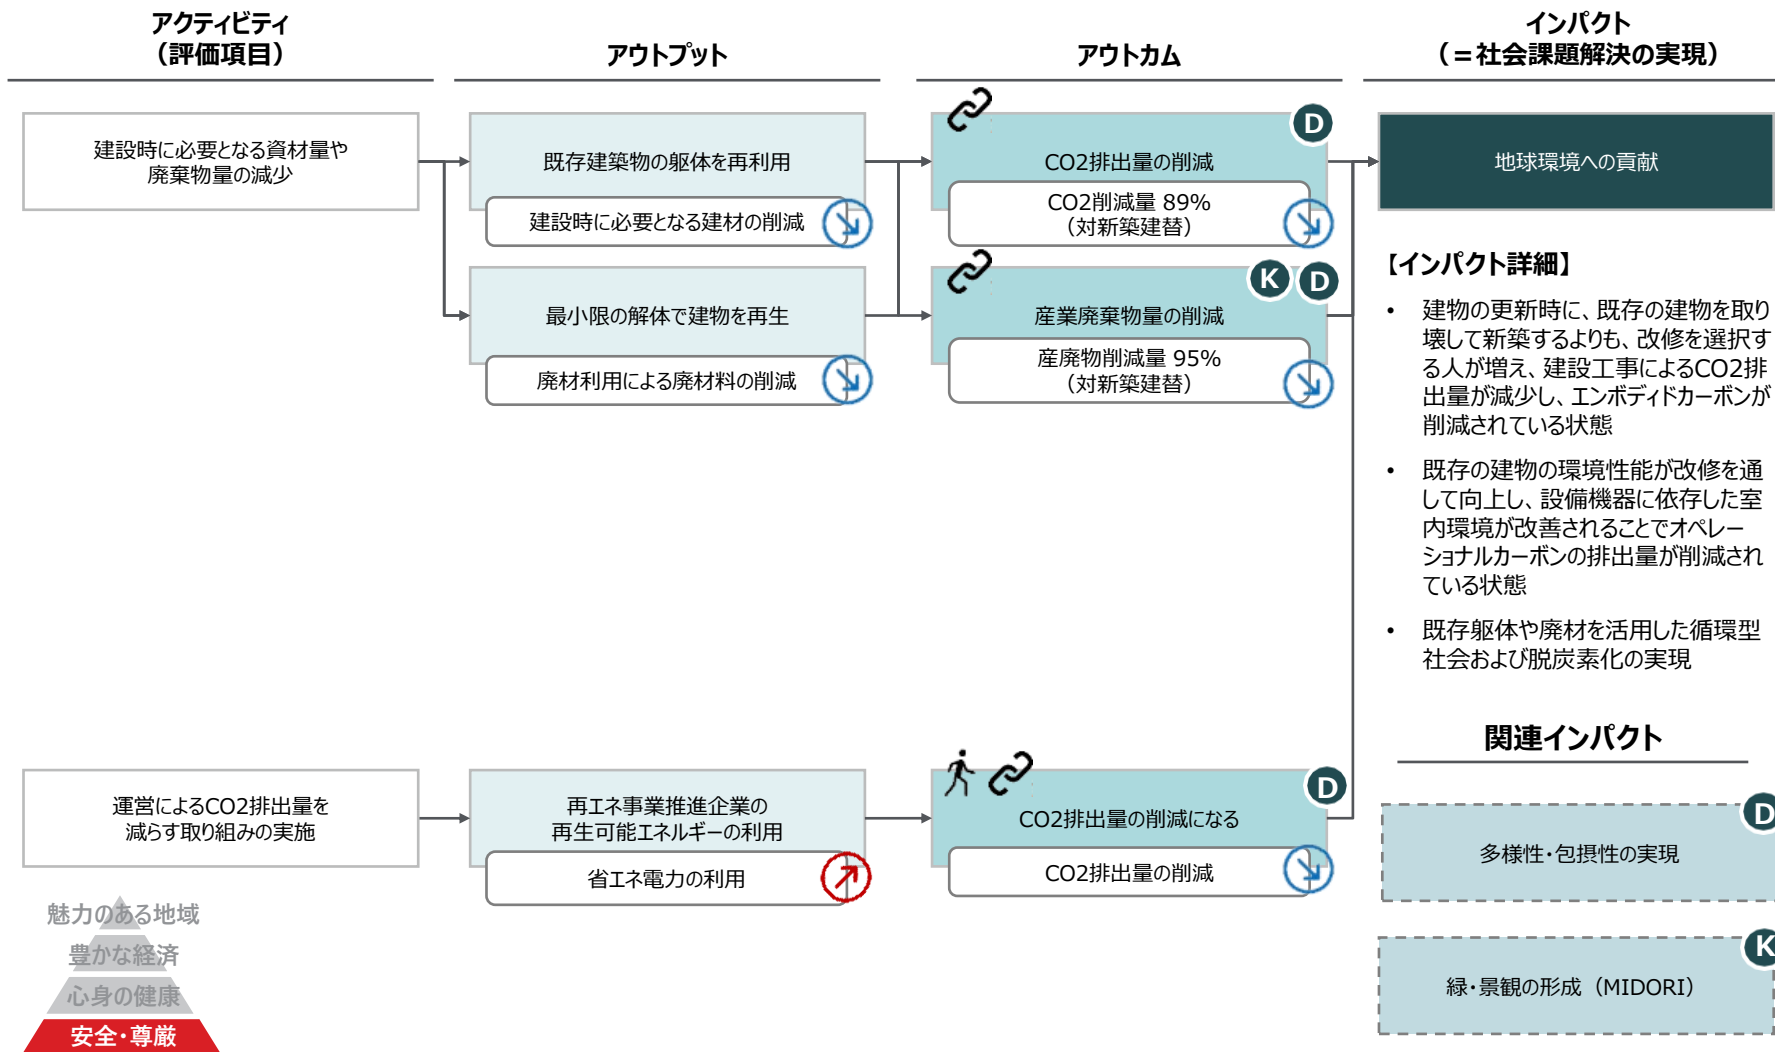 アクティビティ
（評価項目）
アウトプット
アウトカム
インパクト
（＝社会課題解決の実現）
建設時に必要となる資材量や
廃棄物量の減少
既存建築物の躯体を再利用
建設時に必要となる建材の削減
D
CO2排出量の削減
CO2削減量 89%
（対新築建替）
地球環境への貢献
最小限の解体で建物を再生
廃材利用による廃材料の削減
K
D
産業廃棄物量の削減
産廃物削減量 95%
（対新築建替）
【インパクト詳細】
• 建物の更新時に、既存の建物を取り
壊して新築するよりも、改修を選択す
る人が増え、建設工事によるCO2排
出量が減少し、エンボディドカーボンが
削減されている状態
• 既存の建物の環境性能が改修を通
して向上し、設備機器に依存した室
内環境が改善されることでオペレー
ショナルカーボンの排出量が削減され
ている状態
• 既存躯体や廃材を活用した循環型
社会および脱炭素化の実現
運営によるCO2排出量を
減らす取り組みの実施
再エネ事業推進企業の
再生可能エネルギーの利用
省エネ電力の利用
D
CO2排出量の削減になる
CO2排出量の削減
関連インパクト
D
多様性・包摂性の実現
K
緑・景観の形成（MIDORI）
魅力のある地域
豊かな経済
心身の健康
安全・尊厳